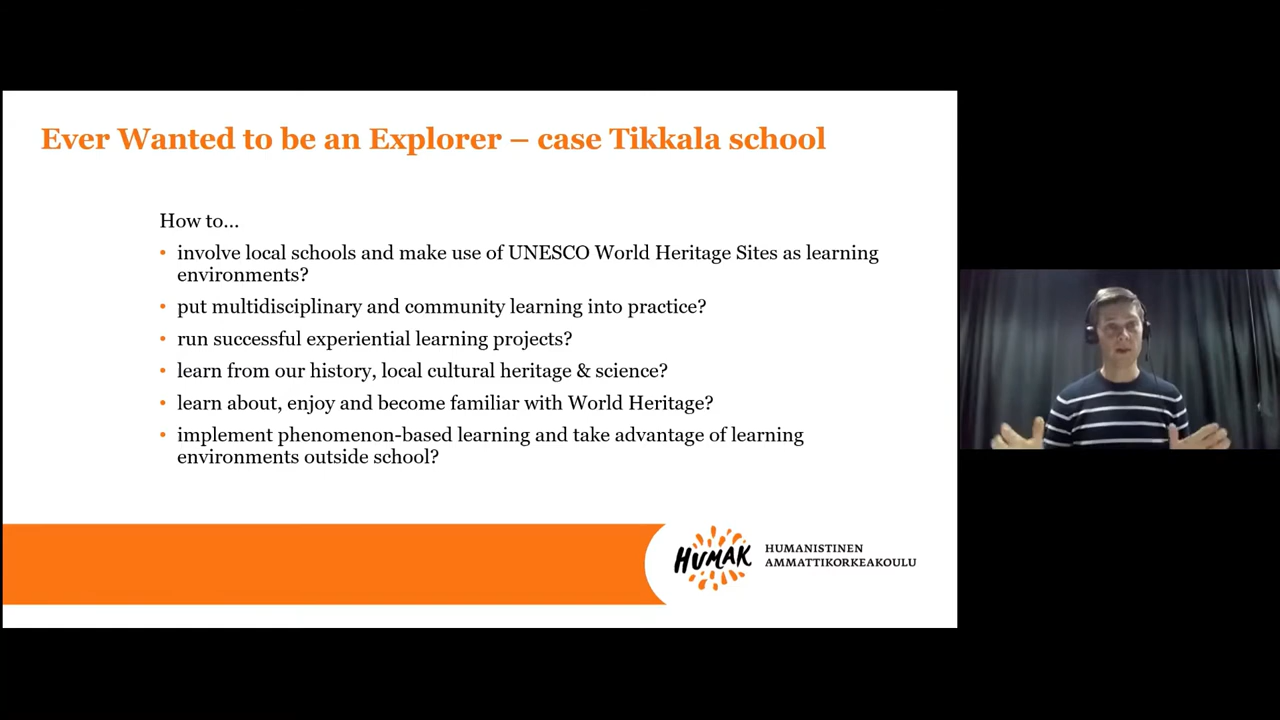 Ever Wanted to be an Explorer – case Tikkala school
How to...
• involve local schools and make use of UNESCO World Heritage Sites as learning
environments?
• put multidisciplinary and community learning into practice?
• run successful experiential learning projects?
• learn from our history, local cultural heritage & science?
• learn about, enjoy and become familiar with World Heritage?
• implement phenomenon-based learning and take advantage of learning
environments outside school?
HUMAK
HUMANISTINEN
AMMATTIKORKEAKOULU